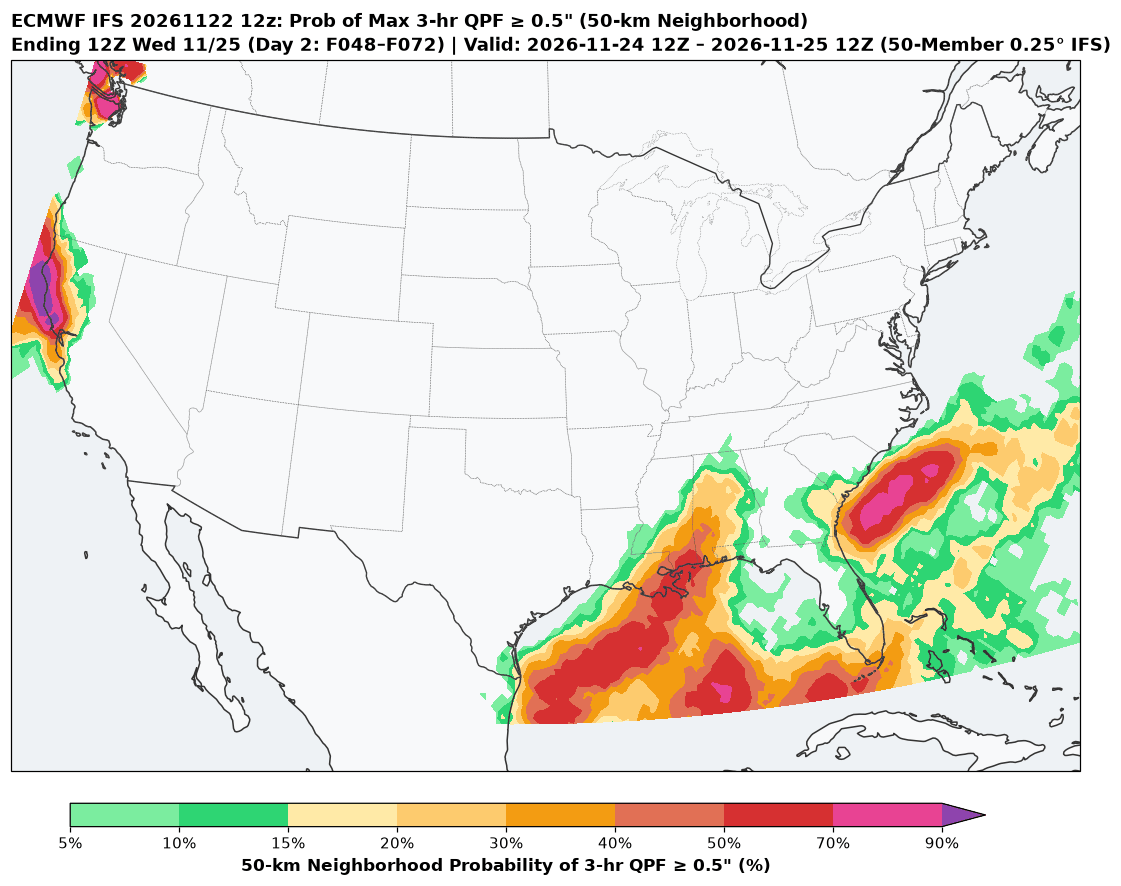 ECMWF IFS 20261122 12z: Prob of Max 3-hr QPF ≥ 0.5" (50-km Neighborhood)
Ending 12Z Wed 11/25 (Day 2: F048–F072) | Valid: 2026-11-24 12Z – 2026-11-25 12Z (50-Member 0.25° IFS)
5% 10% 15% 20% 30% 40% 50% 70% 90%
50-km Neighborhood Probability of 3-hr QPF ≥ 0.5" (%)